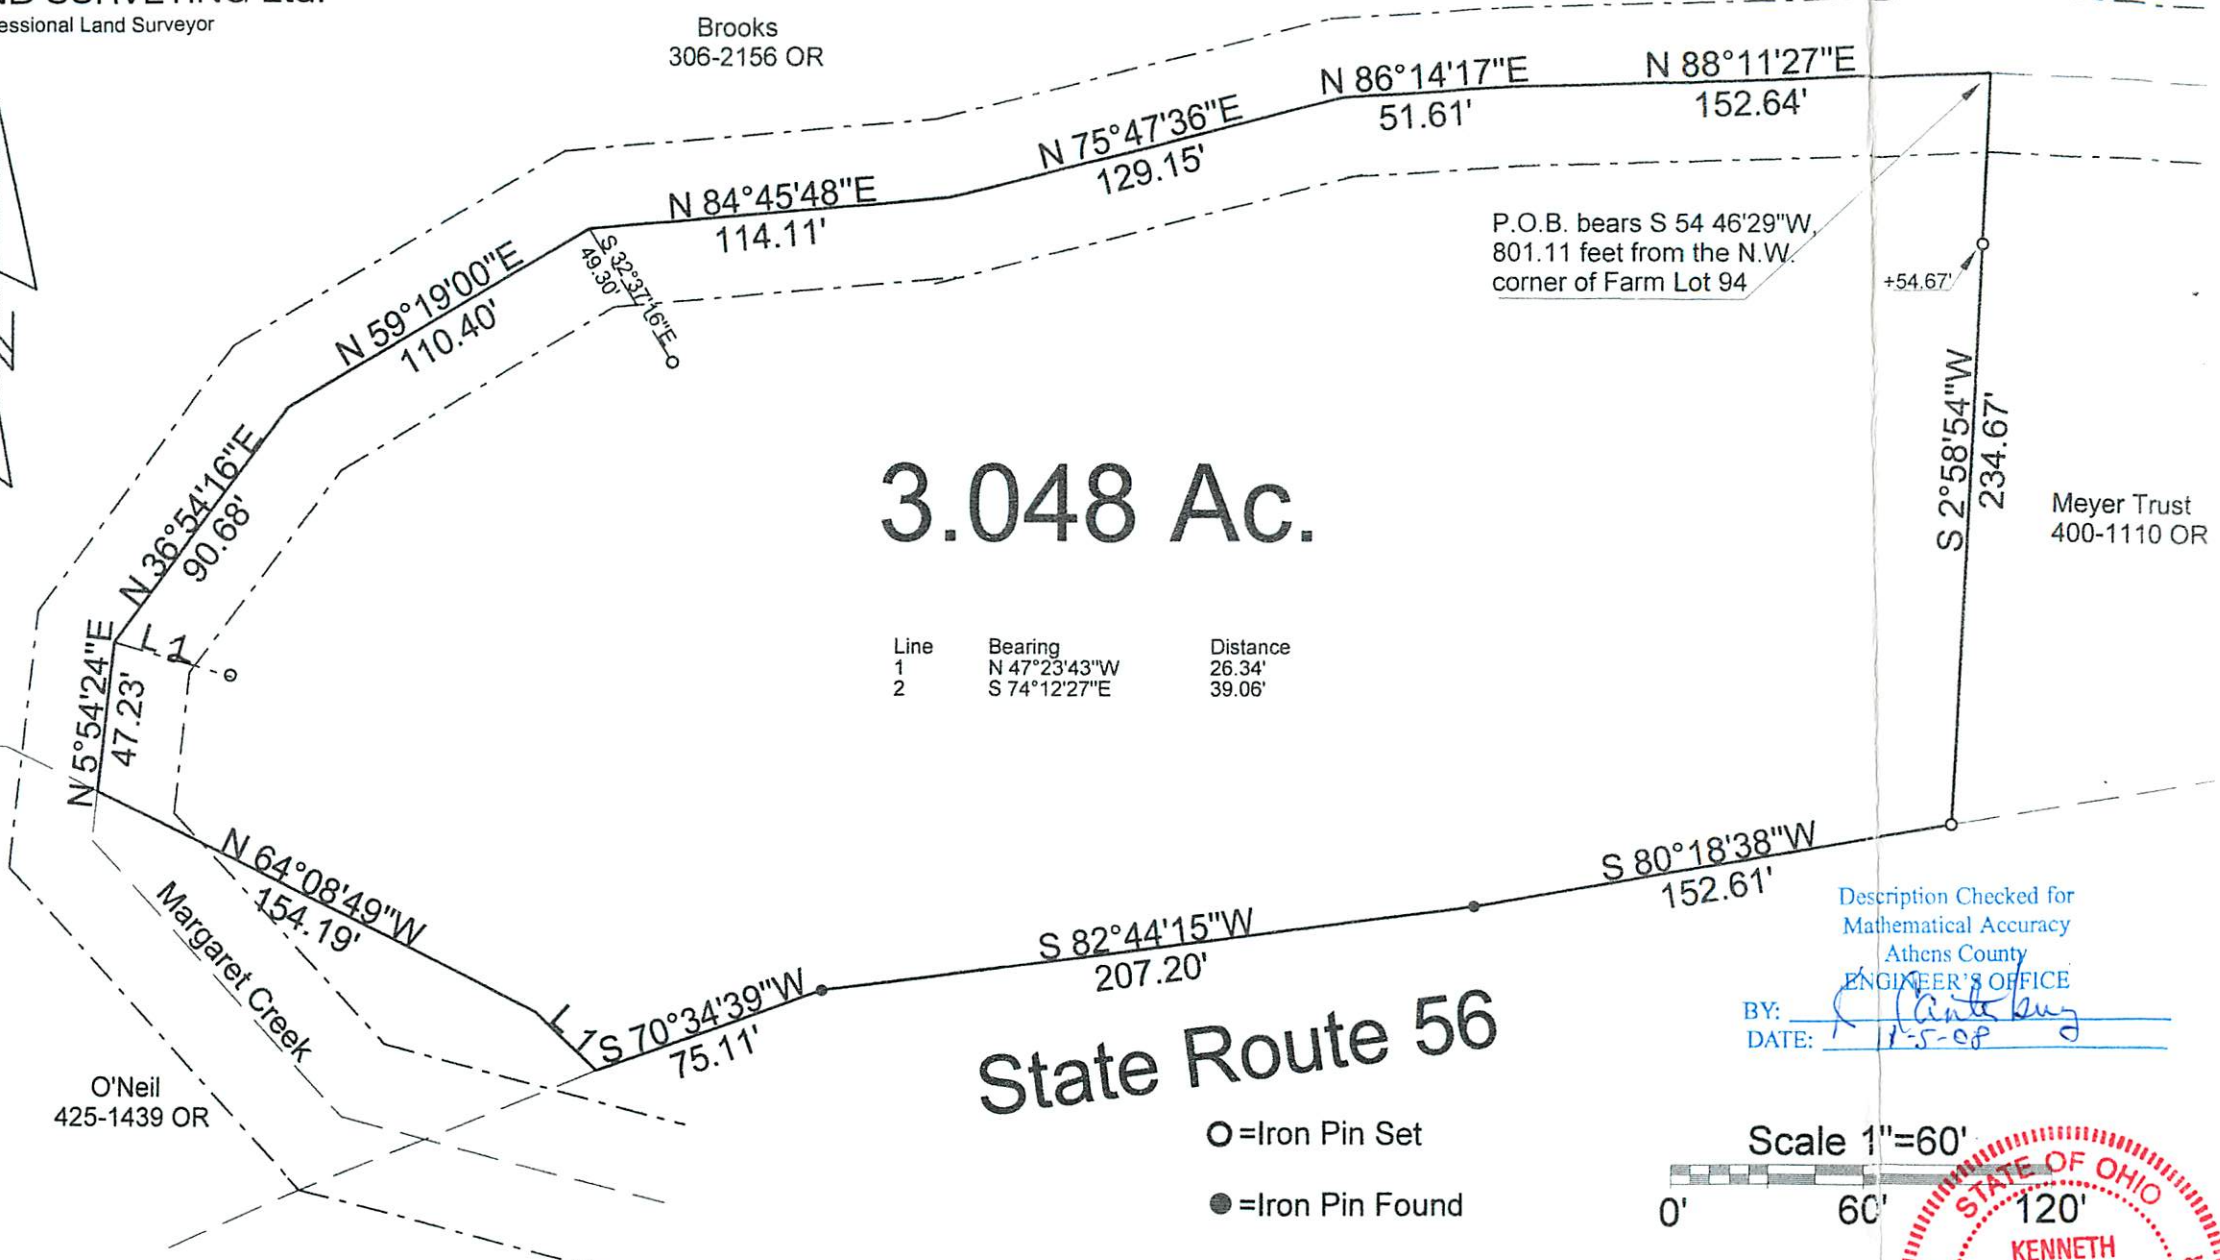 SURVEYING Ltd.
essional Land Surveyor
Brooks
306-2156 OR
N 59°19'00"E
110.40'
N 84°45'48"E
114.11'
N 75°47'36"E
129.15'
N 86°14'17"E
51.61'
N 88°11'27"E
152.64'
S 32°37'16"E
49.30'
P.O.B. bears S 54 46'29"W,
801.11 feet from the N.W.
corner of Farm Lot 94
+54.67'
S 2°58'54"W
234.67'
Meyer Trust
400-1110 OR
3.048 Ac.
N 36°54'16"E
90.68'
L 1
N 5°54'24"E
47.23'
Line Bearing Distance
1 N 47°23'43"W 26.34'
2 S 74°12'27"E 39.06'
N 64°08'49"W
154.19'
Margaret Creek
L 1
S 70°34'39"W
75.11'
S 82°44'15"W
207.20'
S 80°18'38"W
152.61'
State Route 56
O'Neil
425-1439 OR
Description Checked for
Mathematical Accuracy
Athens County
ENGINEER'S OFFICE
BY:
DATE: 1-5-08
=Iron Pin Set
=Iron Pin Found
Scale 1"=60'
0' 60' 120'
STATE OF OHIO
KENNETH